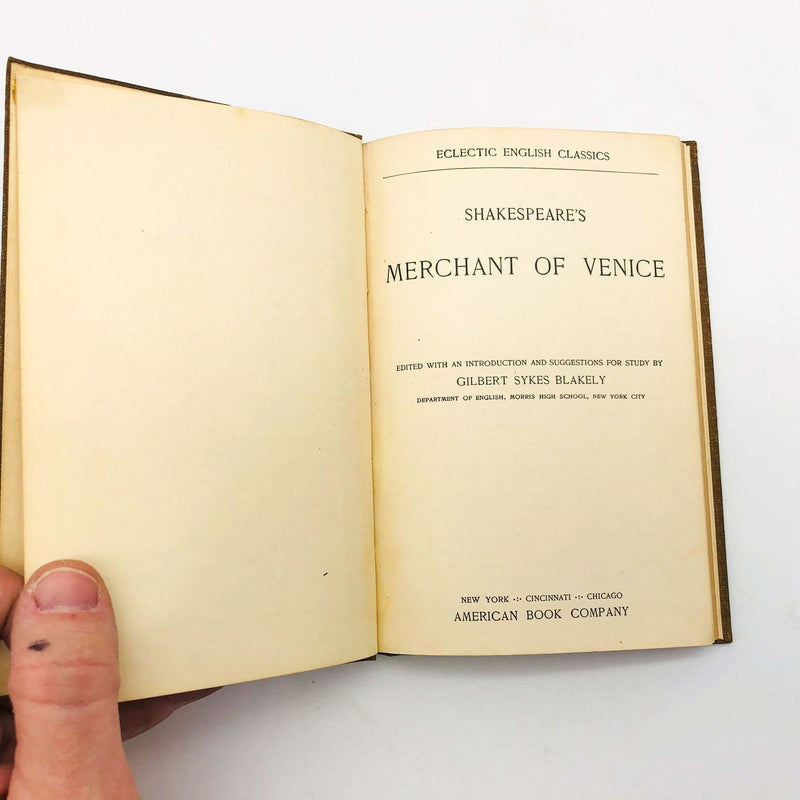 ECLECTIC ENGLISH CLASSICS
SHAKESPEARE'S
MERCHANT OF VENICE
EDITED WITH AN INTRODUCTION AND SUGGESTIONS FOR STUDY BY
GILBERT SYKES BLAKELY
DEPARTMENT OF ENGLISH, MORRIS HIGH SCHOOL, NEW YORK CITY
NEW YORK ·:· CINCINNATI ·:· CHICAGO
AMERICAN BOOK COMPANY